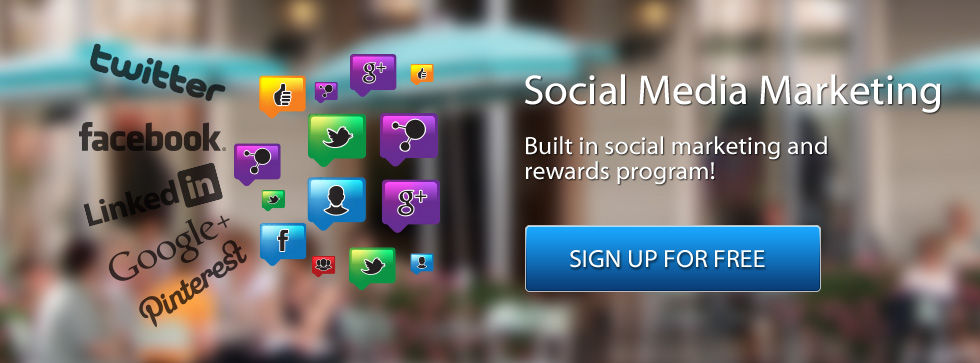 twitter
facebook.
Linkedin
Google+
Pinterest
g+
g+
f
Social Media Marketing
Built in social marketing and
rewards program!
SIGN UP FOR FREE